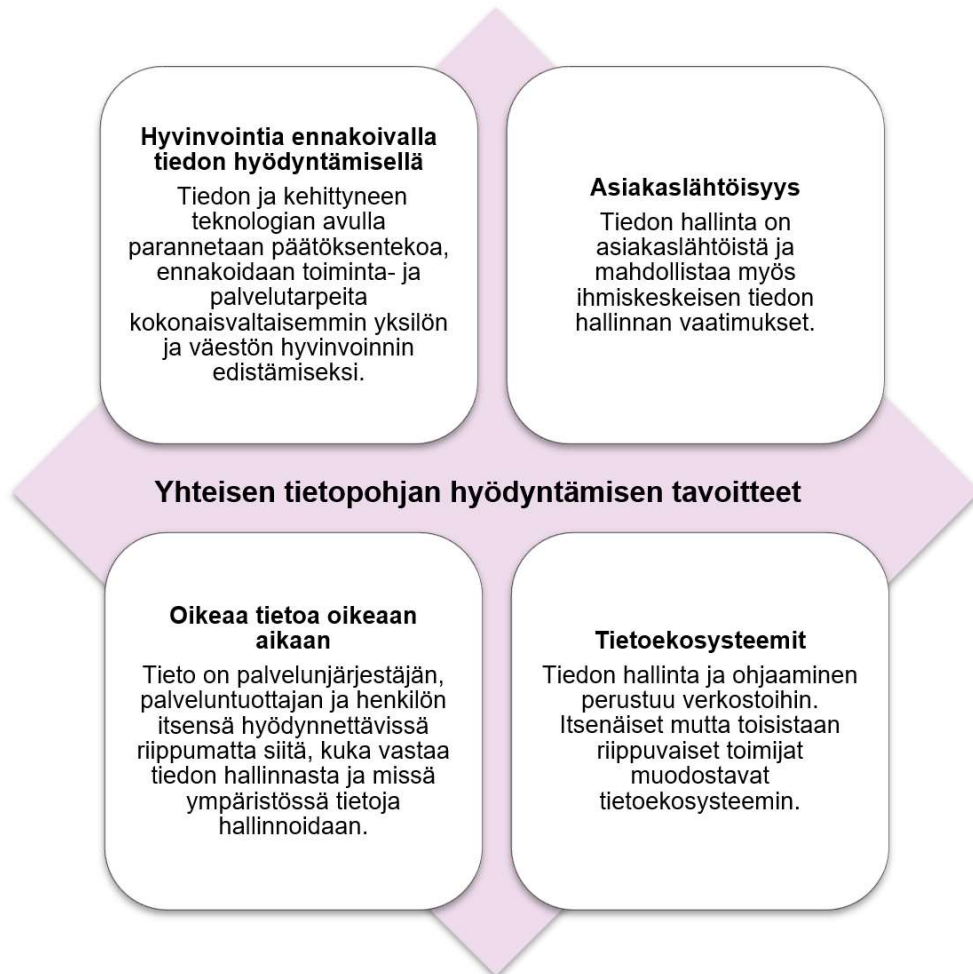 Hyvinvointia ennakoivalla
tiedon hyödyntämisellä
Tiedon ja kehittyneen
teknologian avulla
parannetaan päätöksentekoa,
ennakoidaan toiminta- ja
palvelutarpeita
kokonaisvaltaisemmin yksilön
ja väestön hyvinvoinnin
edistämiseksi.
Asiakaslähtöisyys
Tiedon hallinta on
asiakaslähtöistä ja
mahdollistaa myös
ihmiskeskeisen tiedon
hallinnan vaatimukset.
Yhteisen tietopohjan hyödyntämisen tavoitteet
Oikeaa tietoa oikeaan
aikaan
Tieto on palvelunjärjestäjän,
palveluntuottajan ja henkilön
itsensä hyödynnettävissä
riippumatta siitä, kuka vastaa
tiedon hallinnasta ja missä
ympäristössä tietoja
hallinnoidaan.
Tietoekosysteemit
Tiedon hallinta ja ohjaaminen
perustuu verkostoihin.
Itsenäiset mutta toisistaan
riippuvaiset toimijat
muodostavat
tietoekosysteemin.